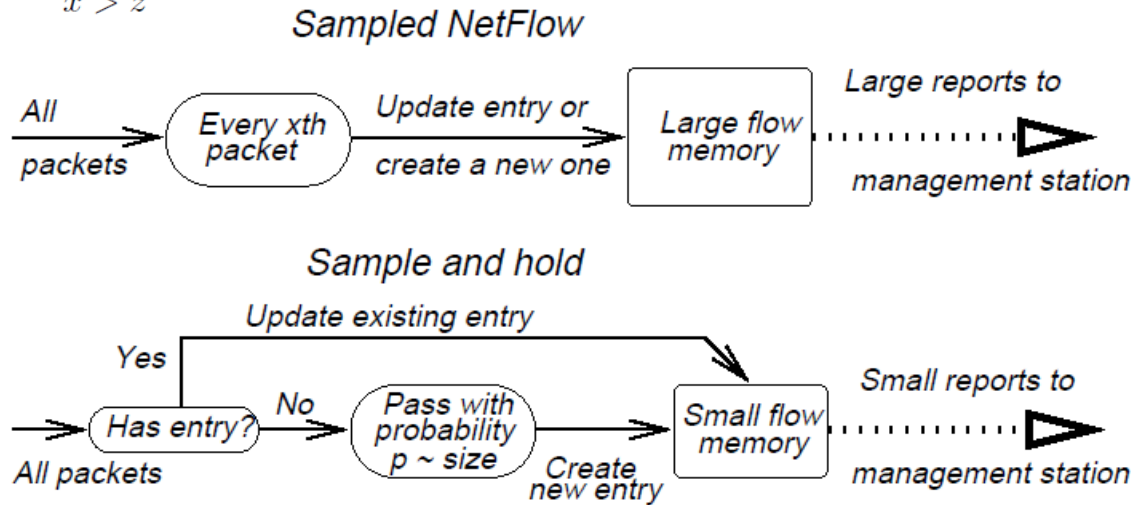 x > z
Sampled NetFlow
All
packets
Every xth
packet
Update entry or
create a new one
Large flow
memory
Large reports to
management station
Sample and hold
Update existing entry
Yes
Has entry?
All packets
No
Pass with
probability
p ~ size
Create
new entry
Small flow
memory
Small reports to
management station